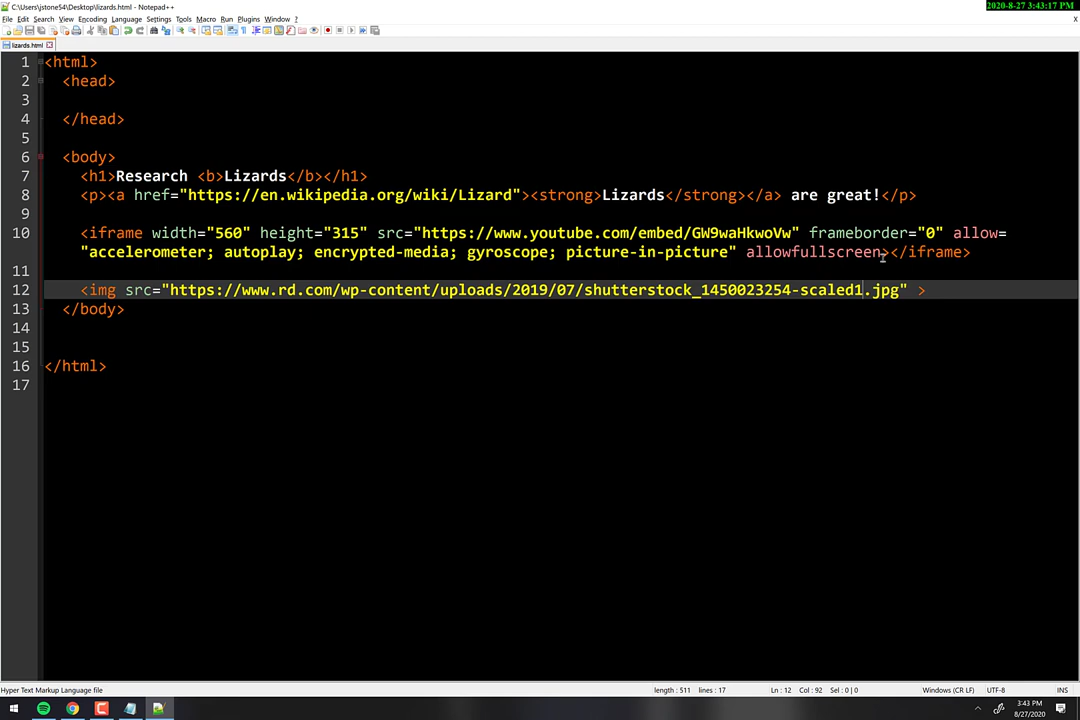 C:\Users\jstone54\Desktop\lizards.html - Notepad++
2020-8-27 3:43:17 PM
File Edit Search View Encoding Language Settings Tools Macro Run Plugins Window ?
X
lizards.html
1 <html>
2 <head>
3
4 </head>
5
6 <body>
7 <h1>Research <b>Lizards</b></h1>
8 <p><a href="https://en.wikipedia.org/wiki/Lizard"><strong>Lizards</strong></a> are great!</p>
9
10 <iframe width="560" height="315" src="https://www.youtube.com/embed/GW9waHkwoVw" frameborder="0" allow=
"accelerometer; autoplay; encrypted-media; gyroscope; picture-in-picture" allowfullscreen></iframe>
11
12 <img src="https://www.rd.com/wp-content/uploads/2019/07/shutterstock_1450023254-scaled1.jpg" >
13 </body>
14
15
16 </html>
17
Hyper Text Markup Language file length : 511 lines : 17 Ln : 12 Col : 92 Sel : 0 | 0 Windows (CR LF) UTF-8 INS
3:43 PM
8/27/2020